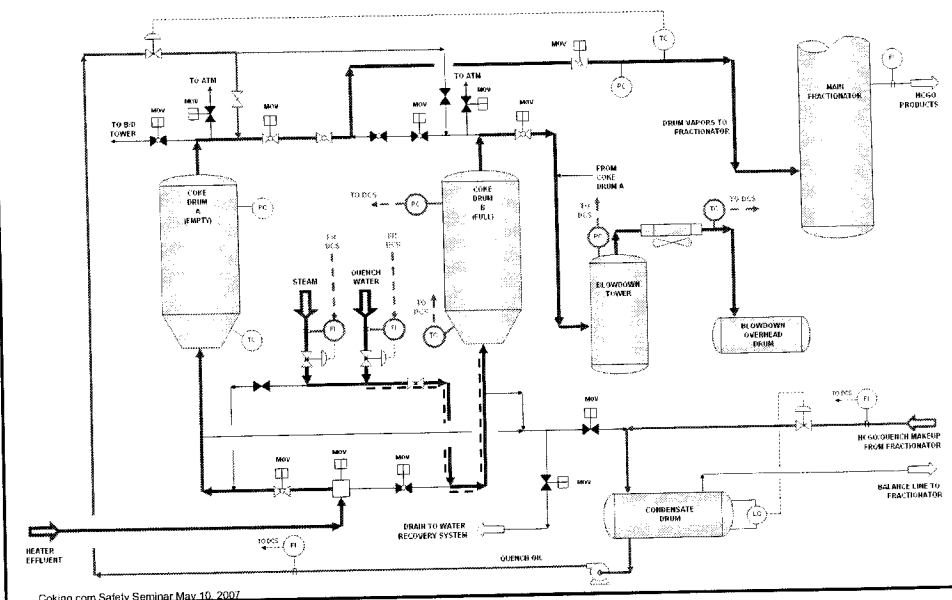 MOV
TC
TO ATM
TO ATM
MOV
MOV
MOV
MOV
MOV
TO B/D
TOWER
PC
FI
MAIN
FRACTIONATOR
HCGO
PRODUCTS
DRUM VAPORS TO
FRACTIONATOR
COKE
DRUM
A
(EMPTY)
PC
TO DCS
PC
COKE
DRUM
B
(FULL)
FROM
COKE
DRUM A
TO
DCS
PC
TC
TO
DCS
STEAM
QUENCH
WATER
DCS
DCS
FI
FI
TO
DCS
TC
BLOWDOWN
TOWER
BLOWDOWN
OVERHEAD
DRUM
MOV
MOV
MOV
MOV
MOV
TO DCS
FI
HCGO/QUENCH MAKEUP
FROM FRACTIONATOR
BALANCE LINE TO
FRACTIONATOR
CONDENSATE
DRUM
DRAIN TO WATER
RECOVERY SYSTEM
HEATER
EFFLUENT
TO DCS
FI
QUENCH OIL
Coking.com Safety Seminar May 10, 2007